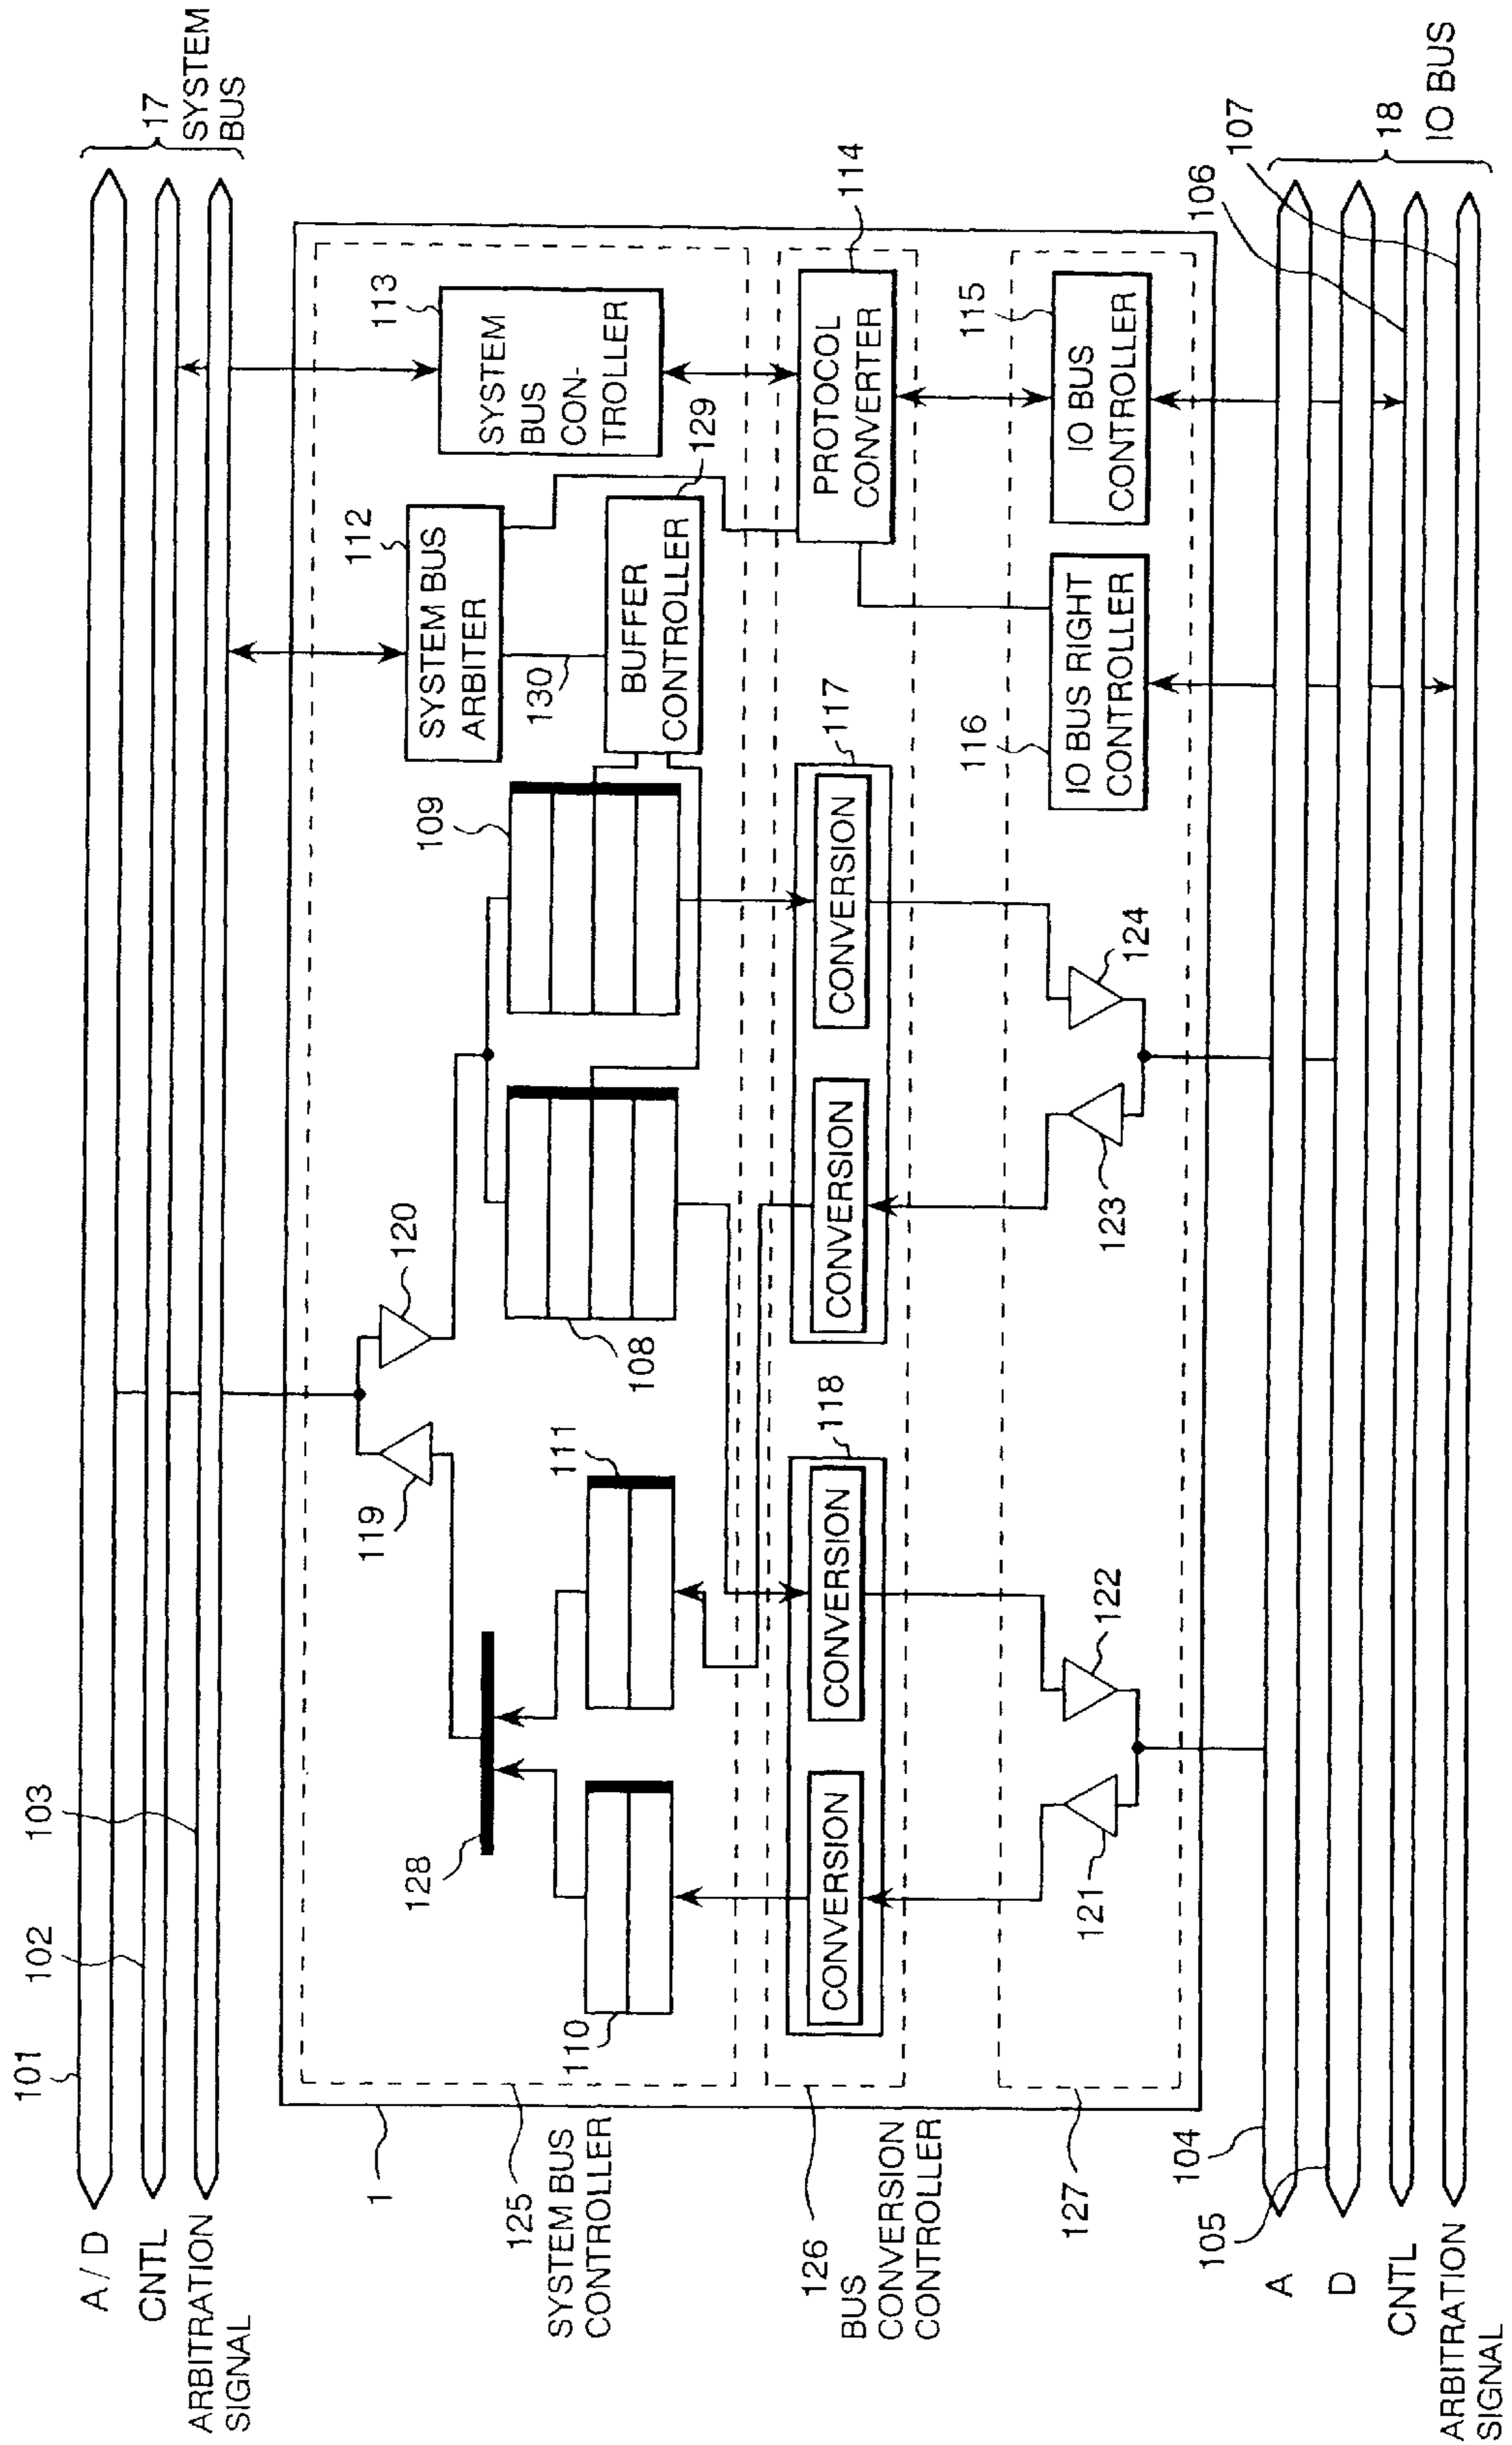 101
102
103
17
SYSTEM
BUS
A/D
CNTL
ARBITRATION
SIGNAL
1
125
SYSTEM BUS
CONTROLLER
126
BUS
CONVERSION
CONTROLLER
127
119
120
128
110
111
108
109
112
SYSTEM BUS
ARBITER
130
BUFFER
CONTROLLER
129
113
SYSTEM
BUS
CON-
TROLLER
118
CONVERSION
CONVERSION
117
CONVERSION
CONVERSION
114
PROTOCOL
CONVERTER
121
122
123
124
116
IO BUS RIGHT
CONTROLLER
115
IO BUS
CONTROLLER
104
105
106
107
18
IO BUS
A
D
CNTL
ARBITRATION
SIGNAL